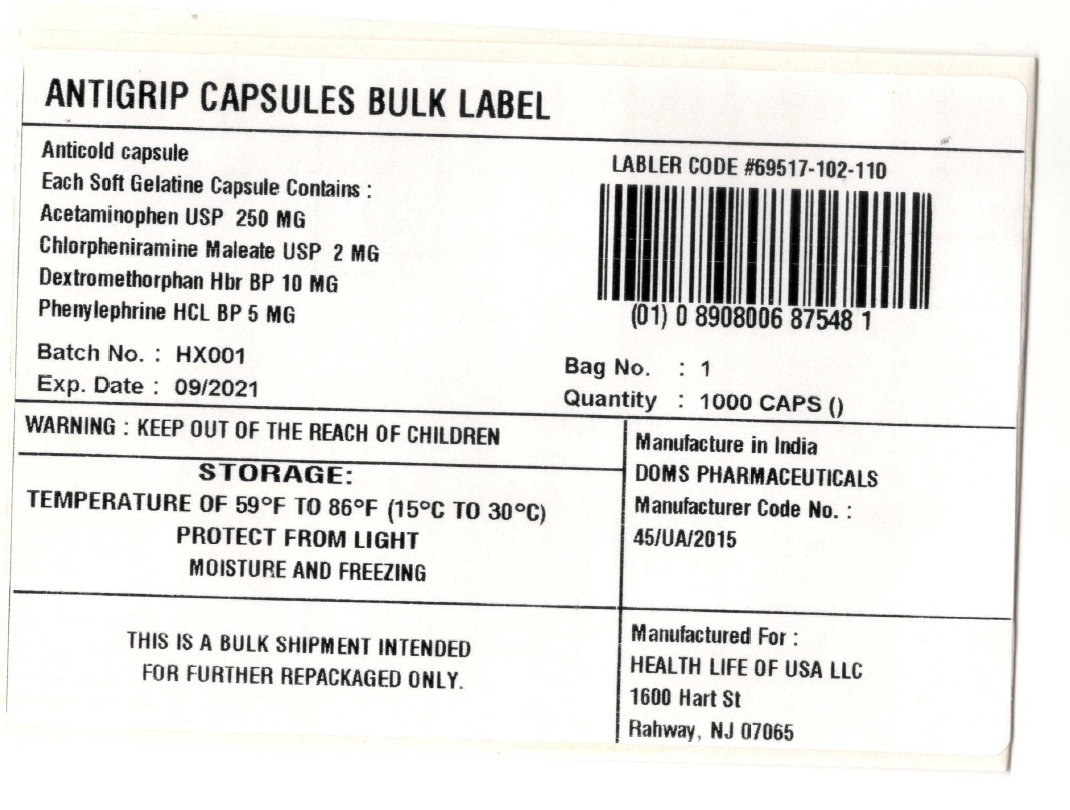 ANTIGRIP CAPSULES BULK LABEL
Anticold capsule
Each Soft Gelatine Capsule Contains :
Acetaminophen USP 250 MG
Chlorpheniramine Maleate USP 2 MG
Dextromethorphan Hbr BP 10 MG
Phenylephrine HCL BP 5 MG
Batch No. : HX001
Exp. Date : 09/2021
LABLER CODE #69517-102-110
(01) 0 8908006 87548 1
Bag No. : 1
Quantity : 1000 CAPS ()
WARNING : KEEP OUT OF THE REACH OF CHILDREN
STORAGE:
TEMPERATURE OF 59°F TO 86°F (15°C TO 30°C)
PROTECT FROM LIGHT
MOISTURE AND FREEZING
Manufacture in India
DOMS PHARMACEUTICALS
Manufacturer Code No. :
45/UA/2015
THIS IS A BULK SHIPMENT INTENDED
FOR FURTHER REPACKAGED ONLY.
Manufactured For :
HEALTH LIFE OF USA LLC
1600 Hart St
Rahway, NJ 07065